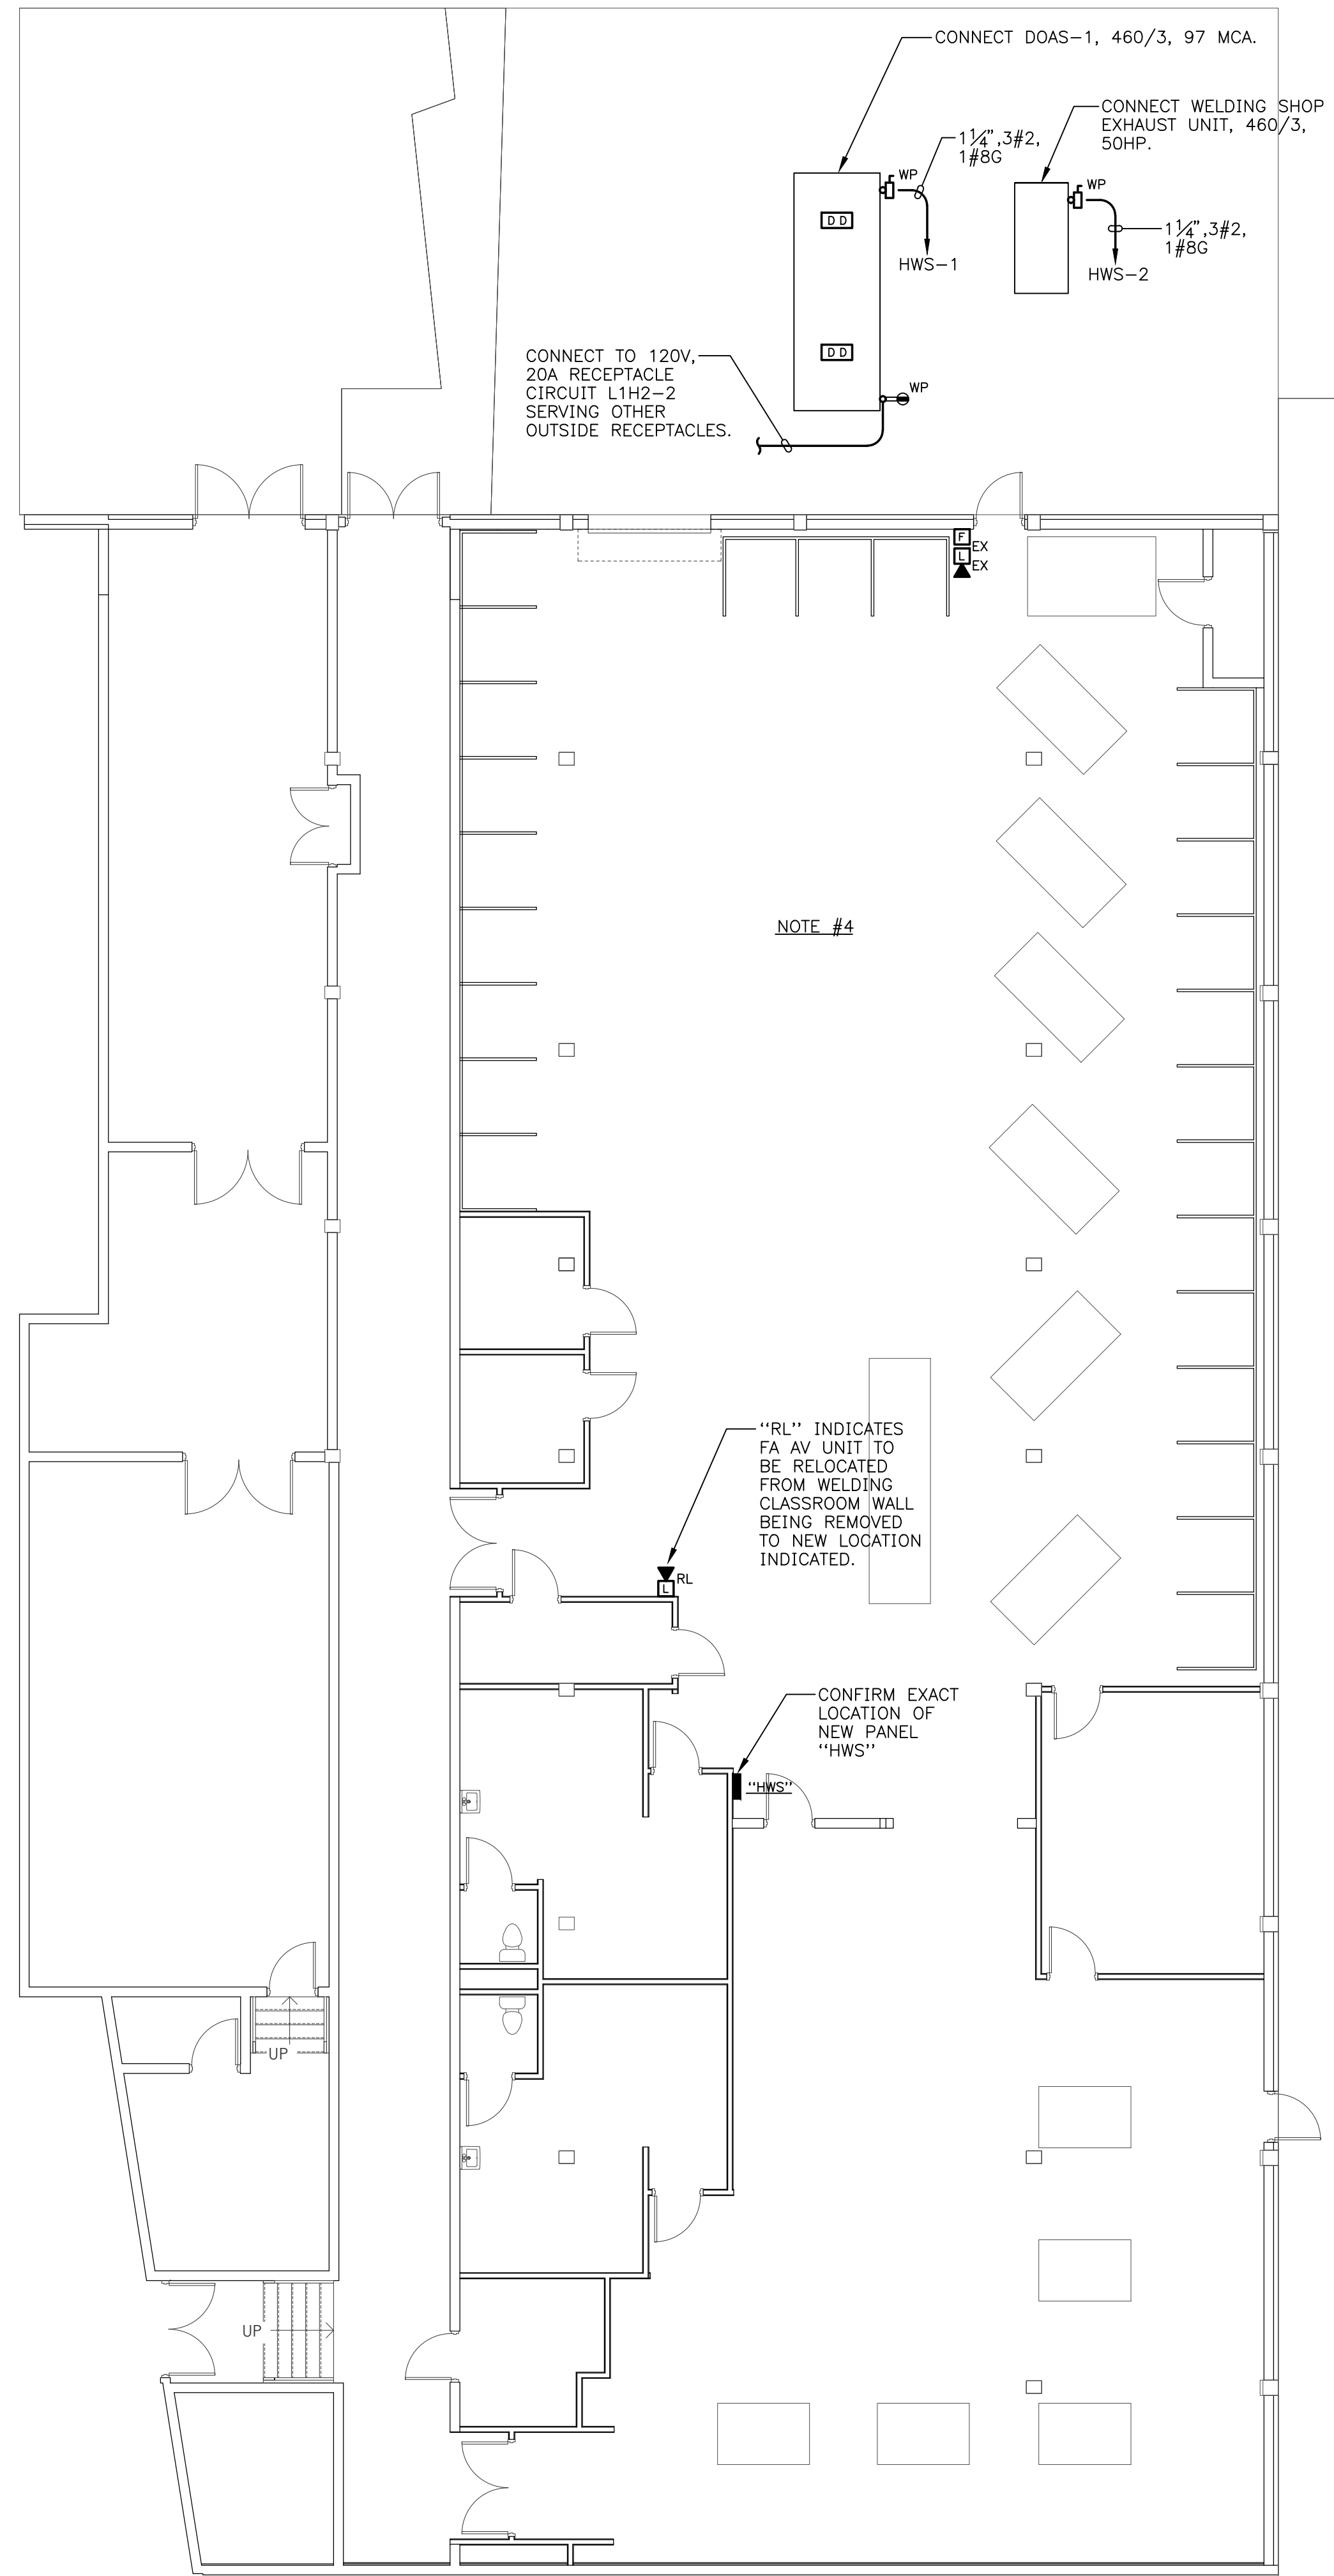 CONNECT DOAS-1, 460/3, 97 MCA.
CONNECT WELDING SHOP
EXHAUST UNIT, 460/3,
50HP.
1¼",3#2,
1#8G
WP
WP
D D
1¼",3#2,
1#8G
HWS-1
HWS-2
D D
CONNECT TO 120V,
20A RECEPTACLE
CIRCUIT L1H2-2
SERVING OTHER
OUTSIDE RECEPTACLES.
WP
F
EX
L
EX
NOTE #4
"RL" INDICATES
FA AV UNIT TO
BE RELOCATED
FROM WELDING
CLASSROOM WALL
BEING REMOVED
TO NEW LOCATION
INDICATED.
RL
L
CONFIRM EXACT
LOCATION OF
NEW PANEL
"HWS"
"HWS"
UP
UP